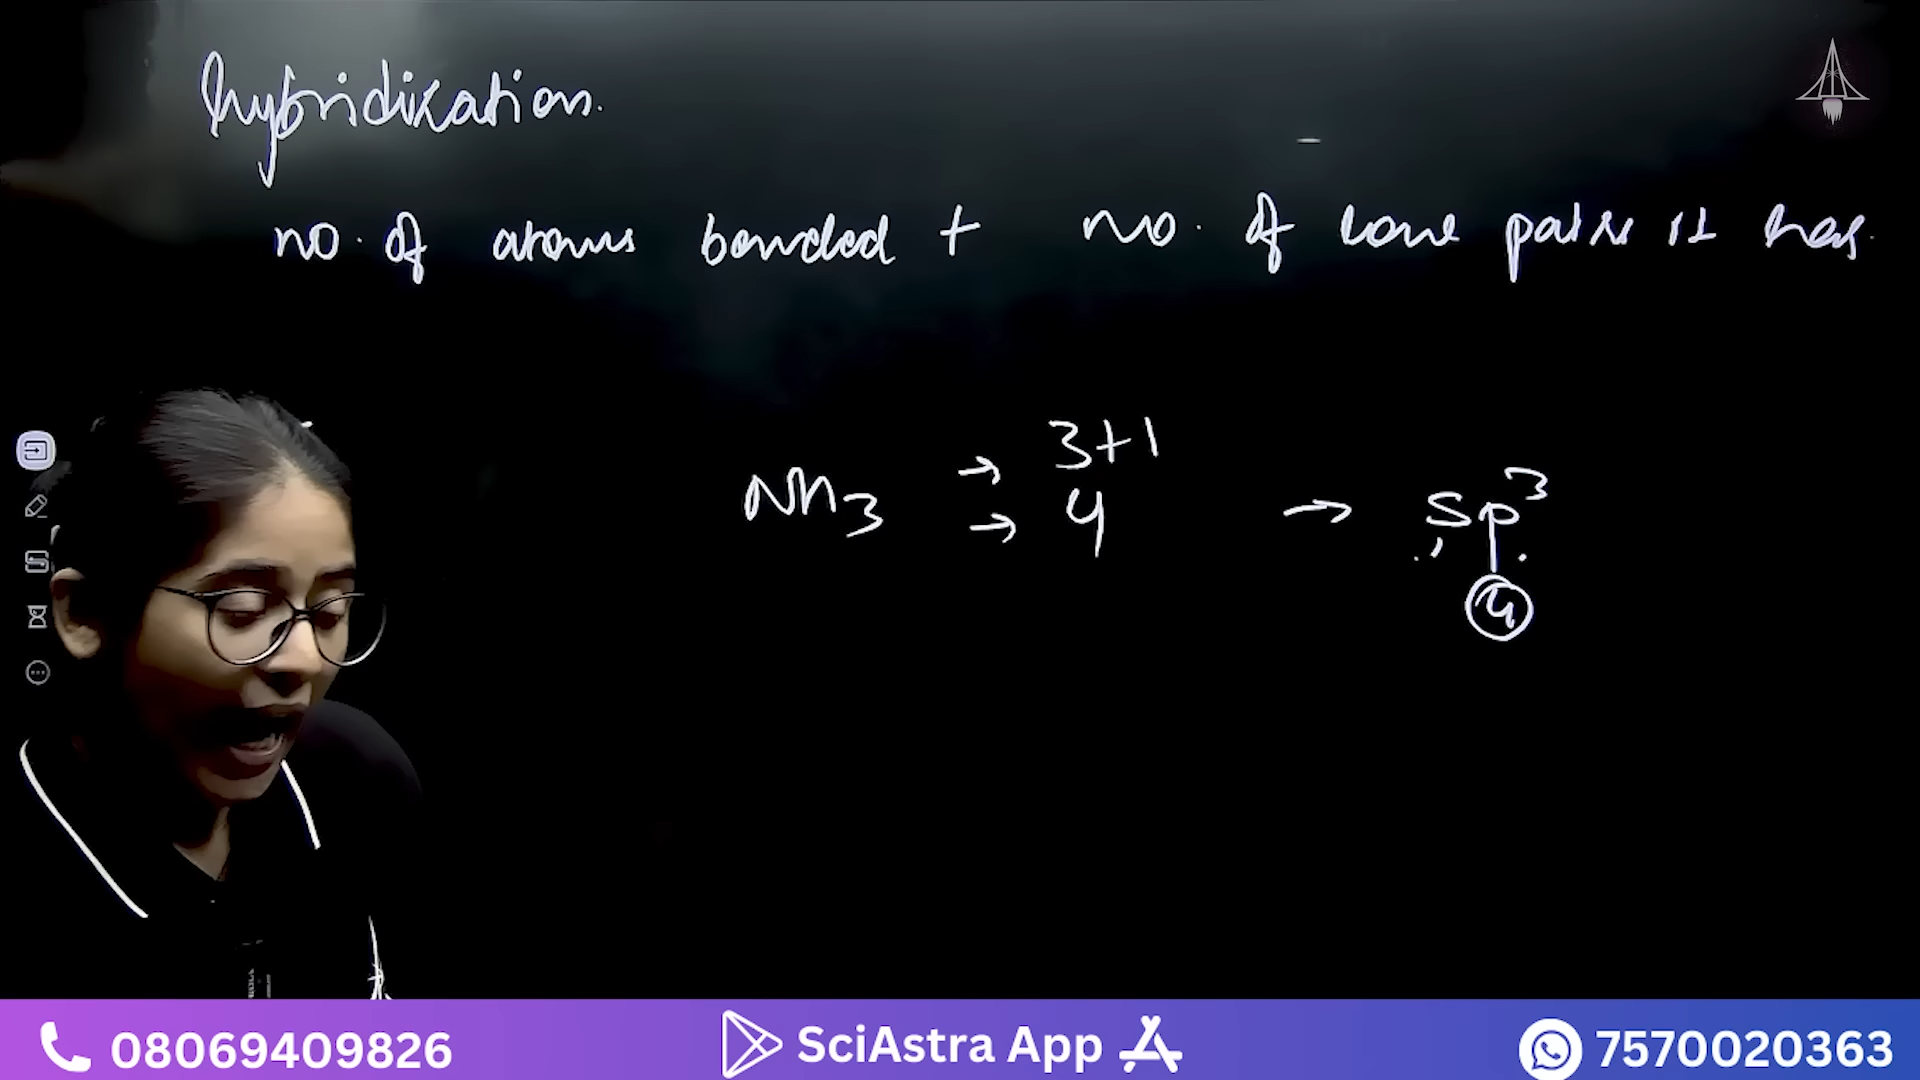 hybridization.
no. of atoms bonded + no. of lone pairs it has.
NH3 → 3+1
→ 4 → sp³
4
08069409826 SciAstra App 7570020363